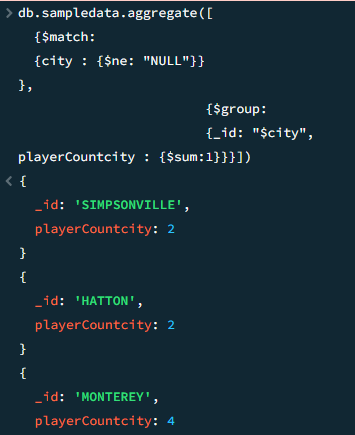 > db.sampledata.aggregate([
{$match:
{city : {$ne: "NULL"}}
},
{$group:
{_id: "$city",
playerCountcity : {$sum:1}}}])
< {
_id: 'SIMPSONVILLE',
playerCountcity: 2
}
{
_id: 'HATTON',
playerCountcity: 2
}
{
_id: 'MONTEREY',
playerCountcity: 4